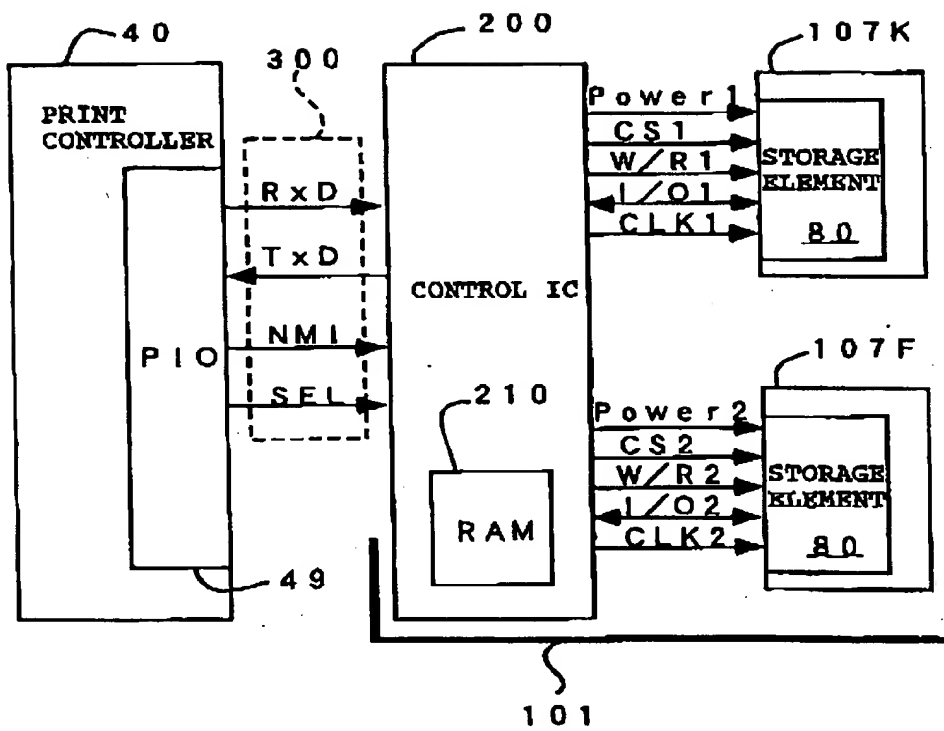 40
200
107K
300
PRINT
CONTROLLER
RxD
TxD
NMI
SEL
PIO
49
CONTROL IC
210
RAM
Power1
CS1
W/R1
I/O1
CLK1
STORAGE
ELEMENT
80
107F
Power2
CS2
W/R2
I/O2
CLK2
STORAGE
ELEMENT
80
101